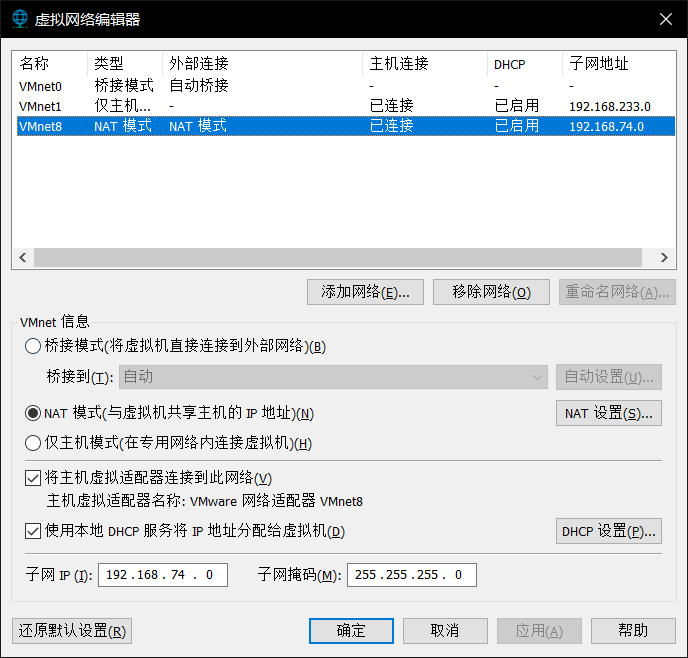 虚拟网络编辑器
名称 类型 外部连接 主机连接 DHCP 子网地址
VMnet0 桥接模式 自动桥接 - - -
VMnet1 仅主机... - 已连接 已启用 192.168.233.0
VMnet8 NAT 模式 NAT 模式 已连接 已启用 192.168.74.0
添加网络(E)... 移除网络(O) 重命名网络(A)...
VMnet 信息
桥接模式(将虚拟机直接连接到外部网络)(B)
桥接到(T): 自动 自动设置(U)...
NAT 模式(与虚拟机共享主机的 IP 地址)(N) NAT 设置(S)...
仅主机模式(在专用网络内连接虚拟机)(H)
将主机虚拟适配器连接到此网络(V)
主机虚拟适配器名称: VMware 网络适配器 VMnet8
使用本地 DHCP 服务将 IP 地址分配给虚拟机(D) DHCP 设置(P)...
子网 IP (I): 192 . 168 . 74 . 0 子网掩码(M): 255 . 255 . 255 . 0
还原默认设置(R) 确定 取消 应用(A) 帮助